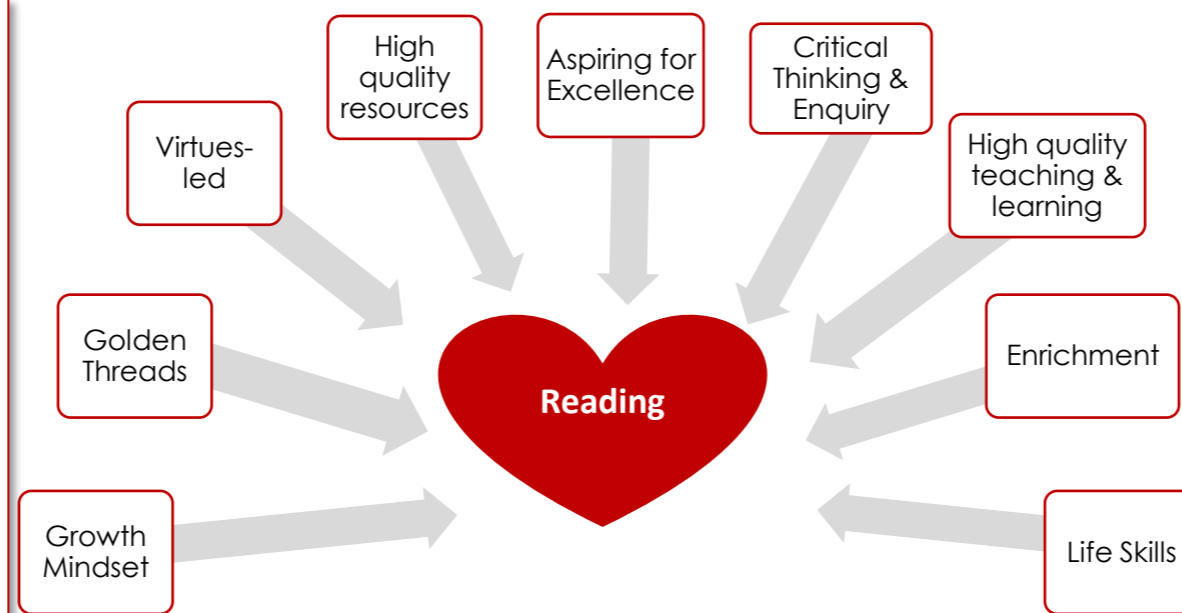 High
quality
resources
Aspiring for
Excellence
Critical
Thinking &
Enquiry
Virtues-
led
High quality
teaching &
learning
Golden
Threads
Enrichment
Reading
Growth
Mindset
Life Skills